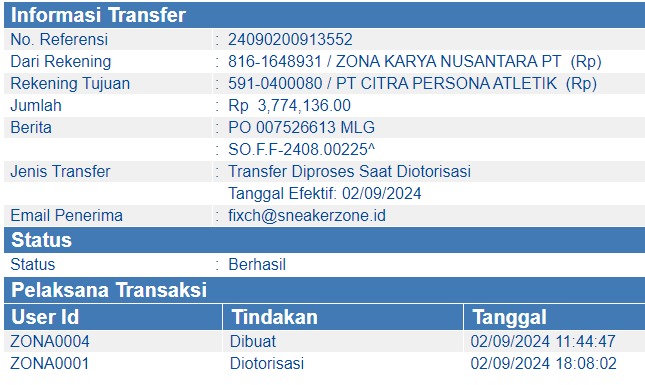 Informasi Transfer
No. Referensi : 24090200913552
Dari Rekening : 816-1648931 / ZONA KARYA NUSANTARA PT (Rp)
Rekening Tujuan : 591-0400080 / PT CITRA PERSONA ATLETIK (Rp)
Jumlah : Rp 3,774,136.00
Berita : PO 007526613 MLG
: SO.F.F-2408.00225^
Jenis Transfer : Transfer Diproses Saat Diotorisasi
Tanggal Efektif: 02/09/2024
Email Penerima : fixch@sneakerzone.id
Status
Status : Berhasil
Pelaksana Transaksi
User Id Tindakan Tanggal
ZONA0004 Dibuat 02/09/2024 11:44:47
ZONA0001 Diotorisasi 02/09/2024 18:08:02